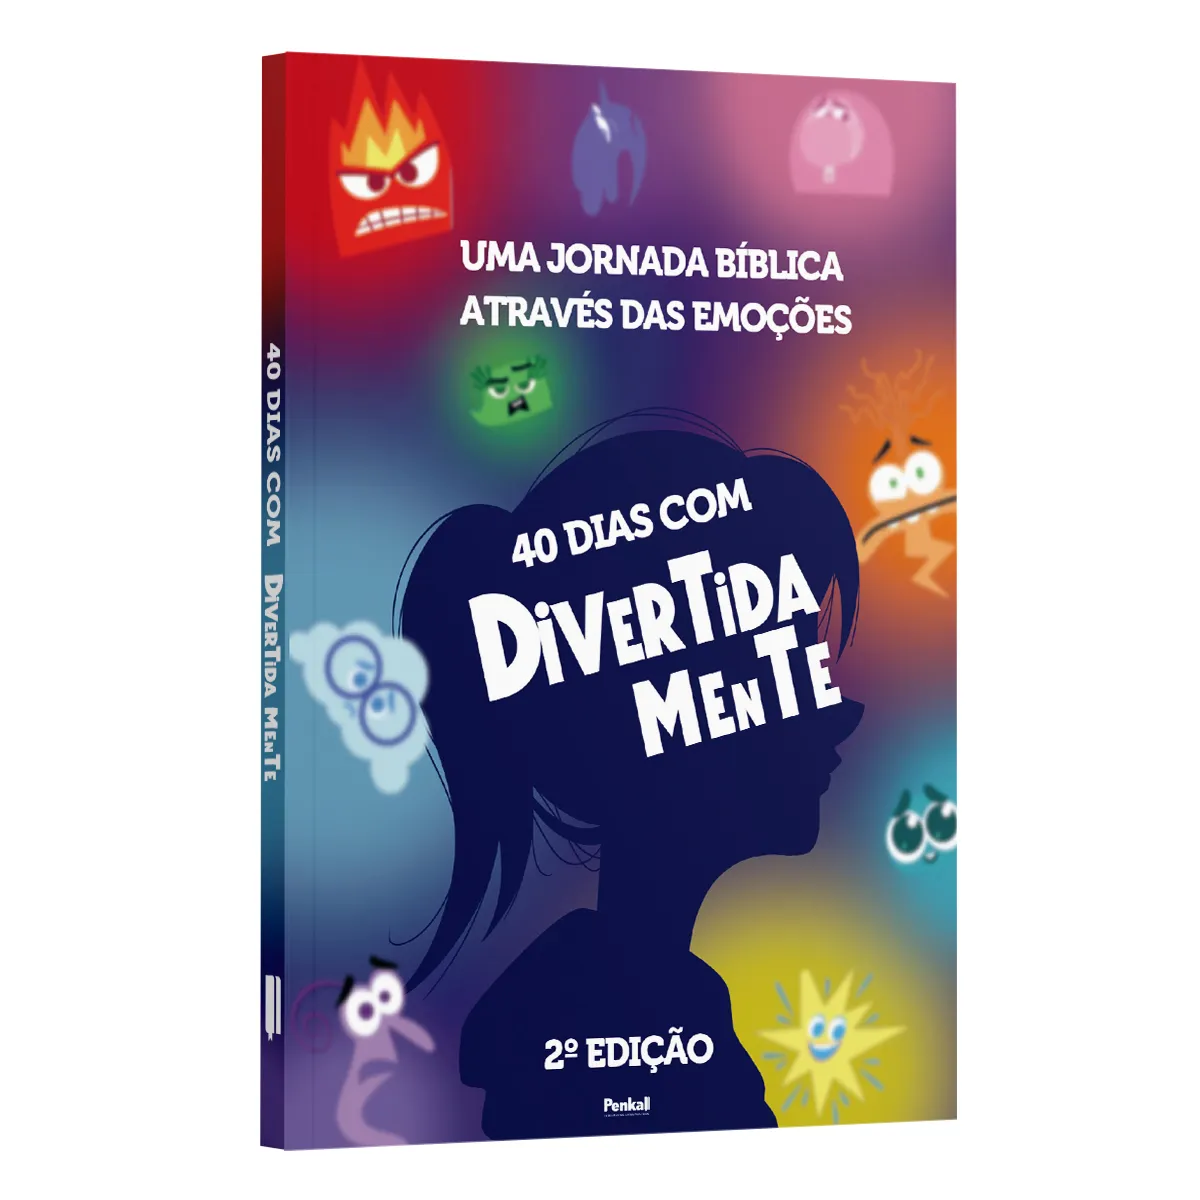 UMA JORNADA BÍBLICA
ATRAVÉS DAS EMOÇÕES
40 DIAS COM
DiVERTiDA
MENTE
2º EDIÇÃO
Penkal
40 DIAS COM DiVERTiDA MENTE